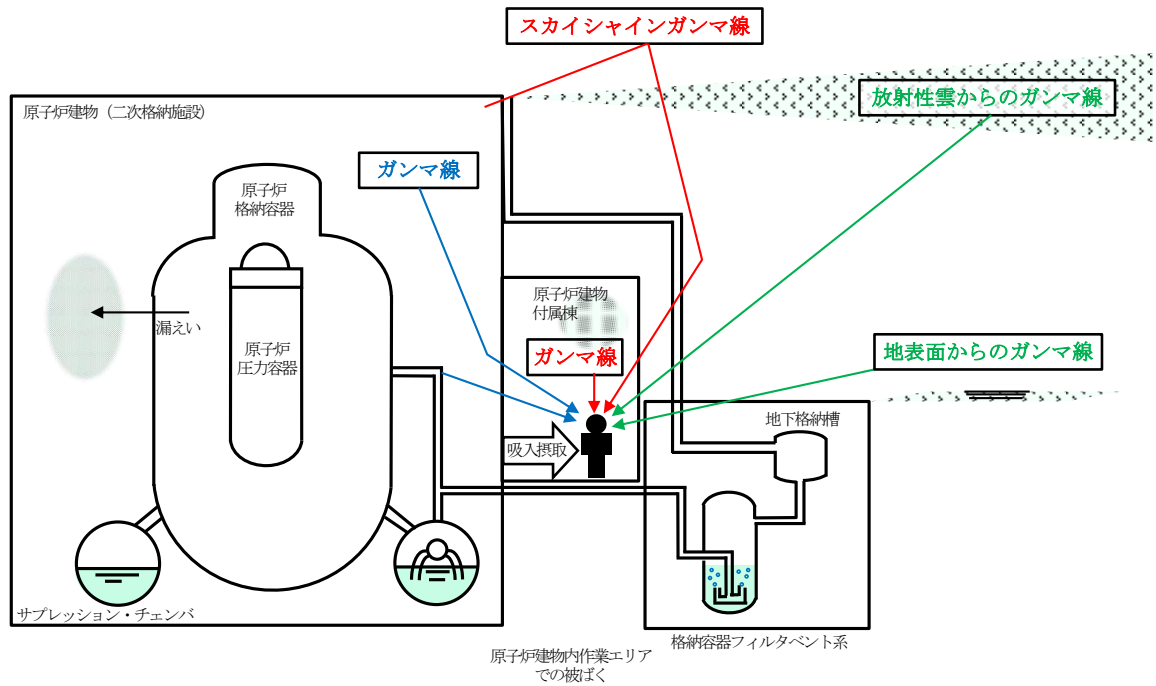 スカイシャインガンマ線
放射性雲からのガンマ線
原子炉建物（二次格納施設）
ガンマ線
原子炉
格納容器
原子炉建物
付属棟
漏えい
原子炉
圧力容器
ガンマ線
地表面からのガンマ線
地下格納槽
吸入摂取
サプレッション・チェンバ
格納容器フィルタベント系
原子炉建物内作業エリア
での被ばく